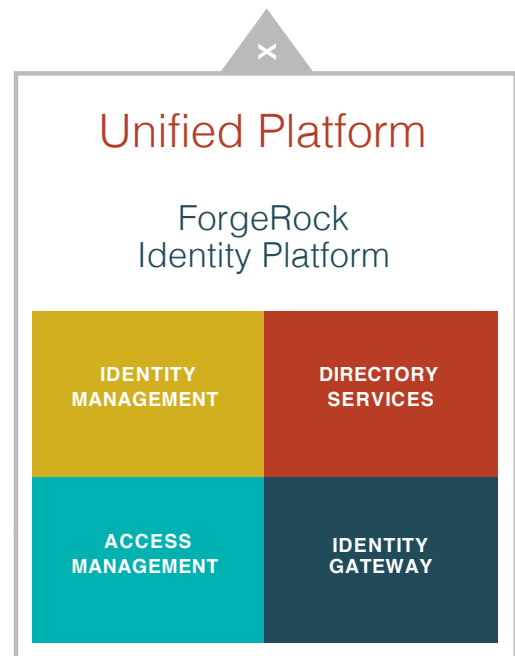 x
Unified Platform
ForgeRock
Identity Platform
IDENTITY
MANAGEMENT
DIRECTORY
SERVICES
ACCESS
MANAGEMENT
IDENTITY
GATEWAY